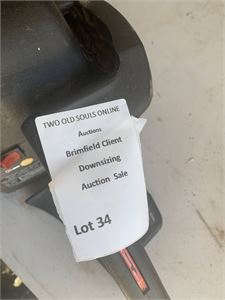 TWO OLD SOULS ONLINE
Auctions
Brimfield Client
Downsizing
Auction Sale
Lot 34